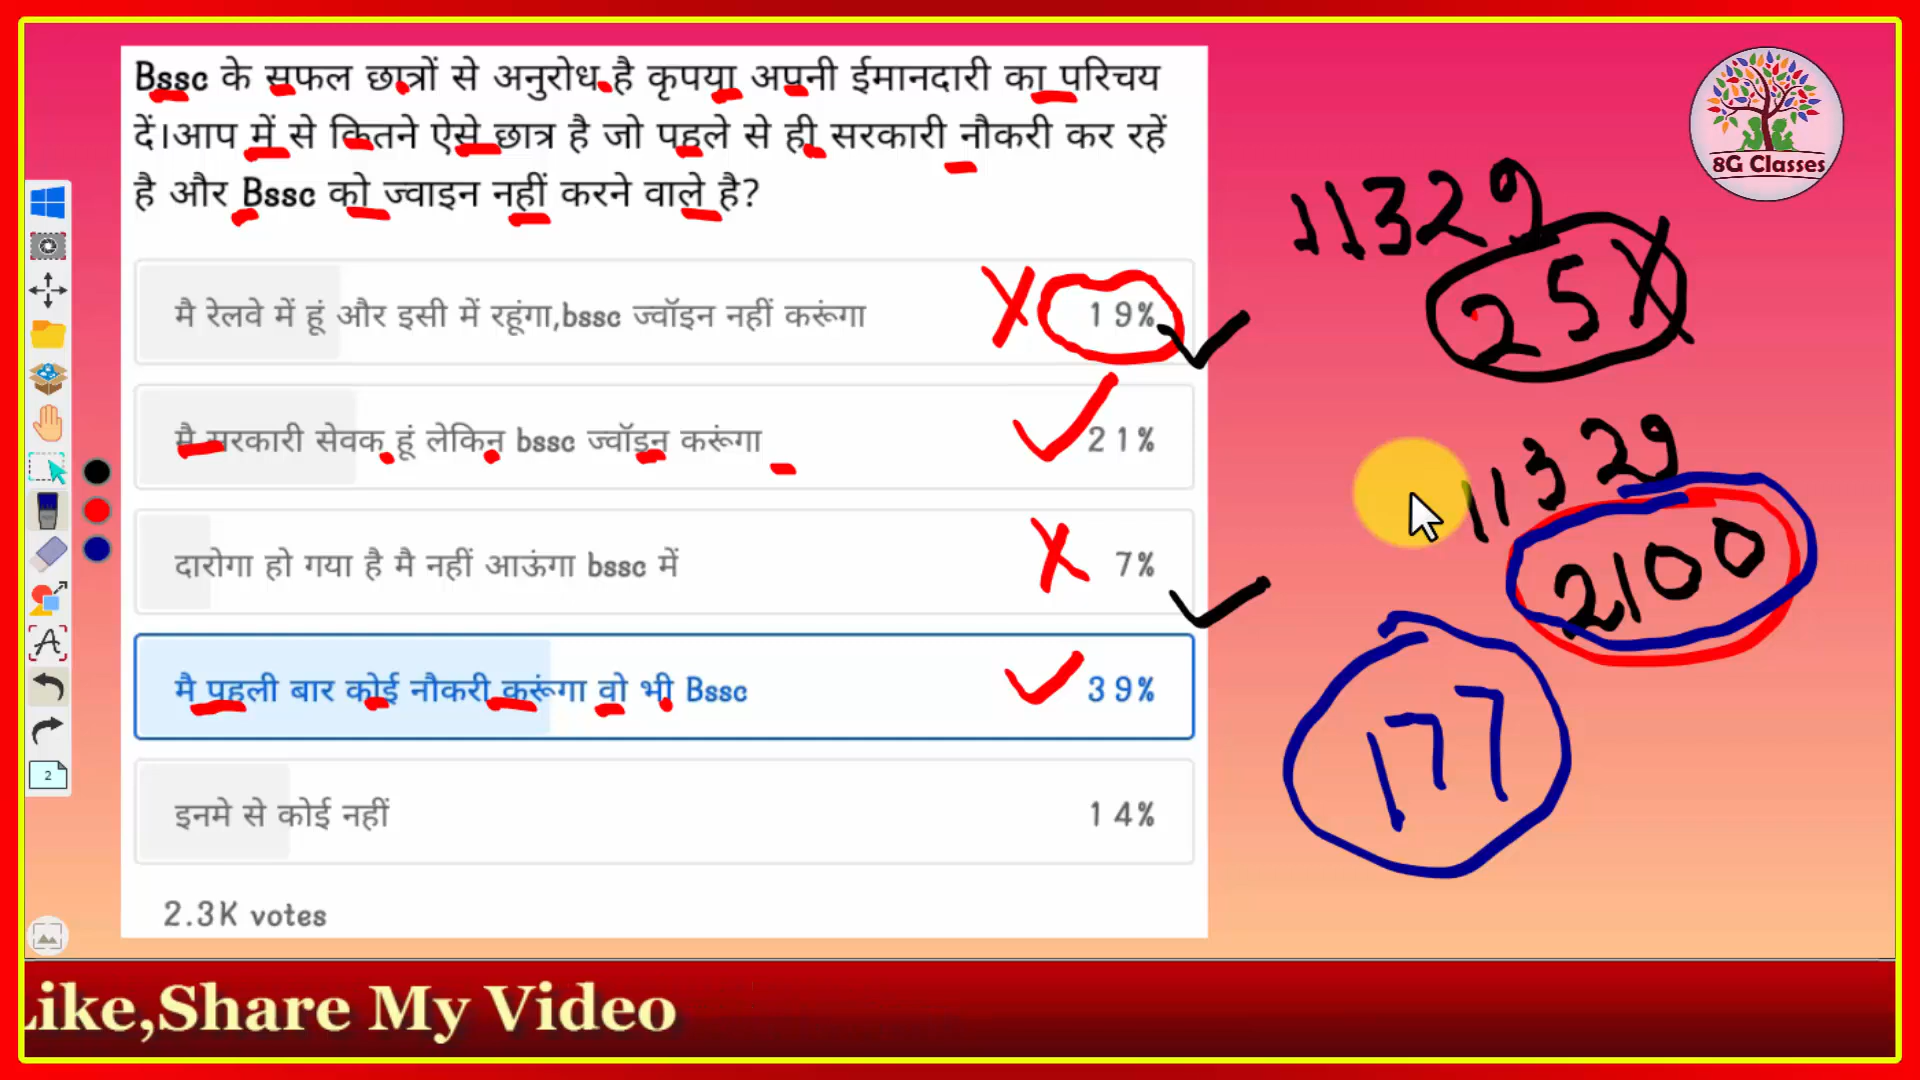 Bssc के सफल छात्रों से अनुरोध है कृपया अपनी ईमानदारी का परिचय
दें।आप में से कितने ऐसे छात्र है जो पहले से ही सरकारी नौकरी कर रहें
है और Bssc को ज्वाइन नहीं करने वाले है?
मै रेलवे में हूं और इसी में रहूंगा,bssc ज्वॉइन नहीं करूंगा 19%
मै सरकारी सेवक हूं लेकिन bssc ज्वॉइन करूंगा 21%
दारोगा हो गया है मै नहीं आऊंगा bssc में 7%
मै पहली बार कोई नौकरी करूंगा वो भी Bssc 39%
इनमे से कोई नहीं 14%
2.3K votes
8G Classes
11329
25
11329
2100
177
2
Like,Share My Video